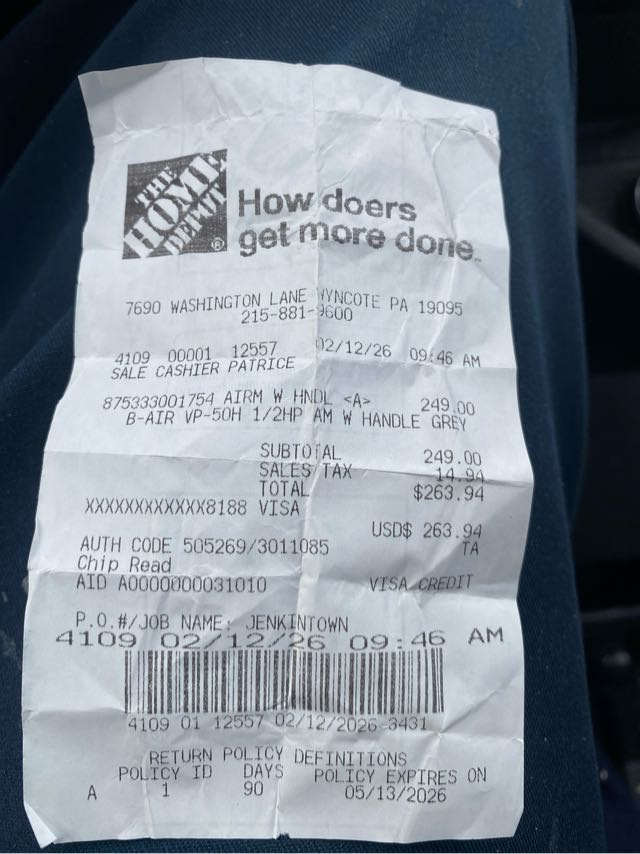 THE
HOME
DEPOT
®
How doers
get more done™
7690 WASHINGTON LANE WYNCOTE PA 19095
215-881-9600
4109 00001 12557 02/12/26 09:46 AM
SALE CASHIER PATRICE
875333001754 AIRM W HNDL <A> 249.00
B-AIR VP-50H 1/2HP AM W HANDLE GREY
SUBTOTAL 249.00
SALES TAX 14.94
TOTAL $263.94
XXXXXXXXXXXX8188 VISA
USD$ 263.94
AUTH CODE 505269/3011085 TA
Chip Read
AID A0000000031010 VISA CREDIT
P.O.#/JOB NAME: JENKINTOWN
4109 02/12/26 09:46 AM
4109 01 12557 02/12/2026 3431
RETURN POLICY DEFINITIONS
POLICY ID DAYS POLICY EXPIRES ON
A 1 90 05/13/2026